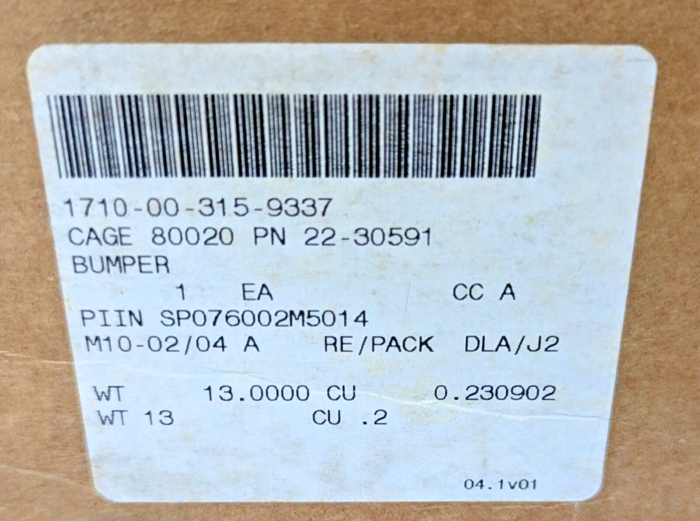 1710-00-315-9337
CAGE 80020 PN 22-30591
BUMPER
1 EA CC A
PIIN SP076002M5014
M10-02/04 A RE/PACK DLA/J2
WT 13.0000 CU 0.230902
WT 13 CU .2
04.1v01